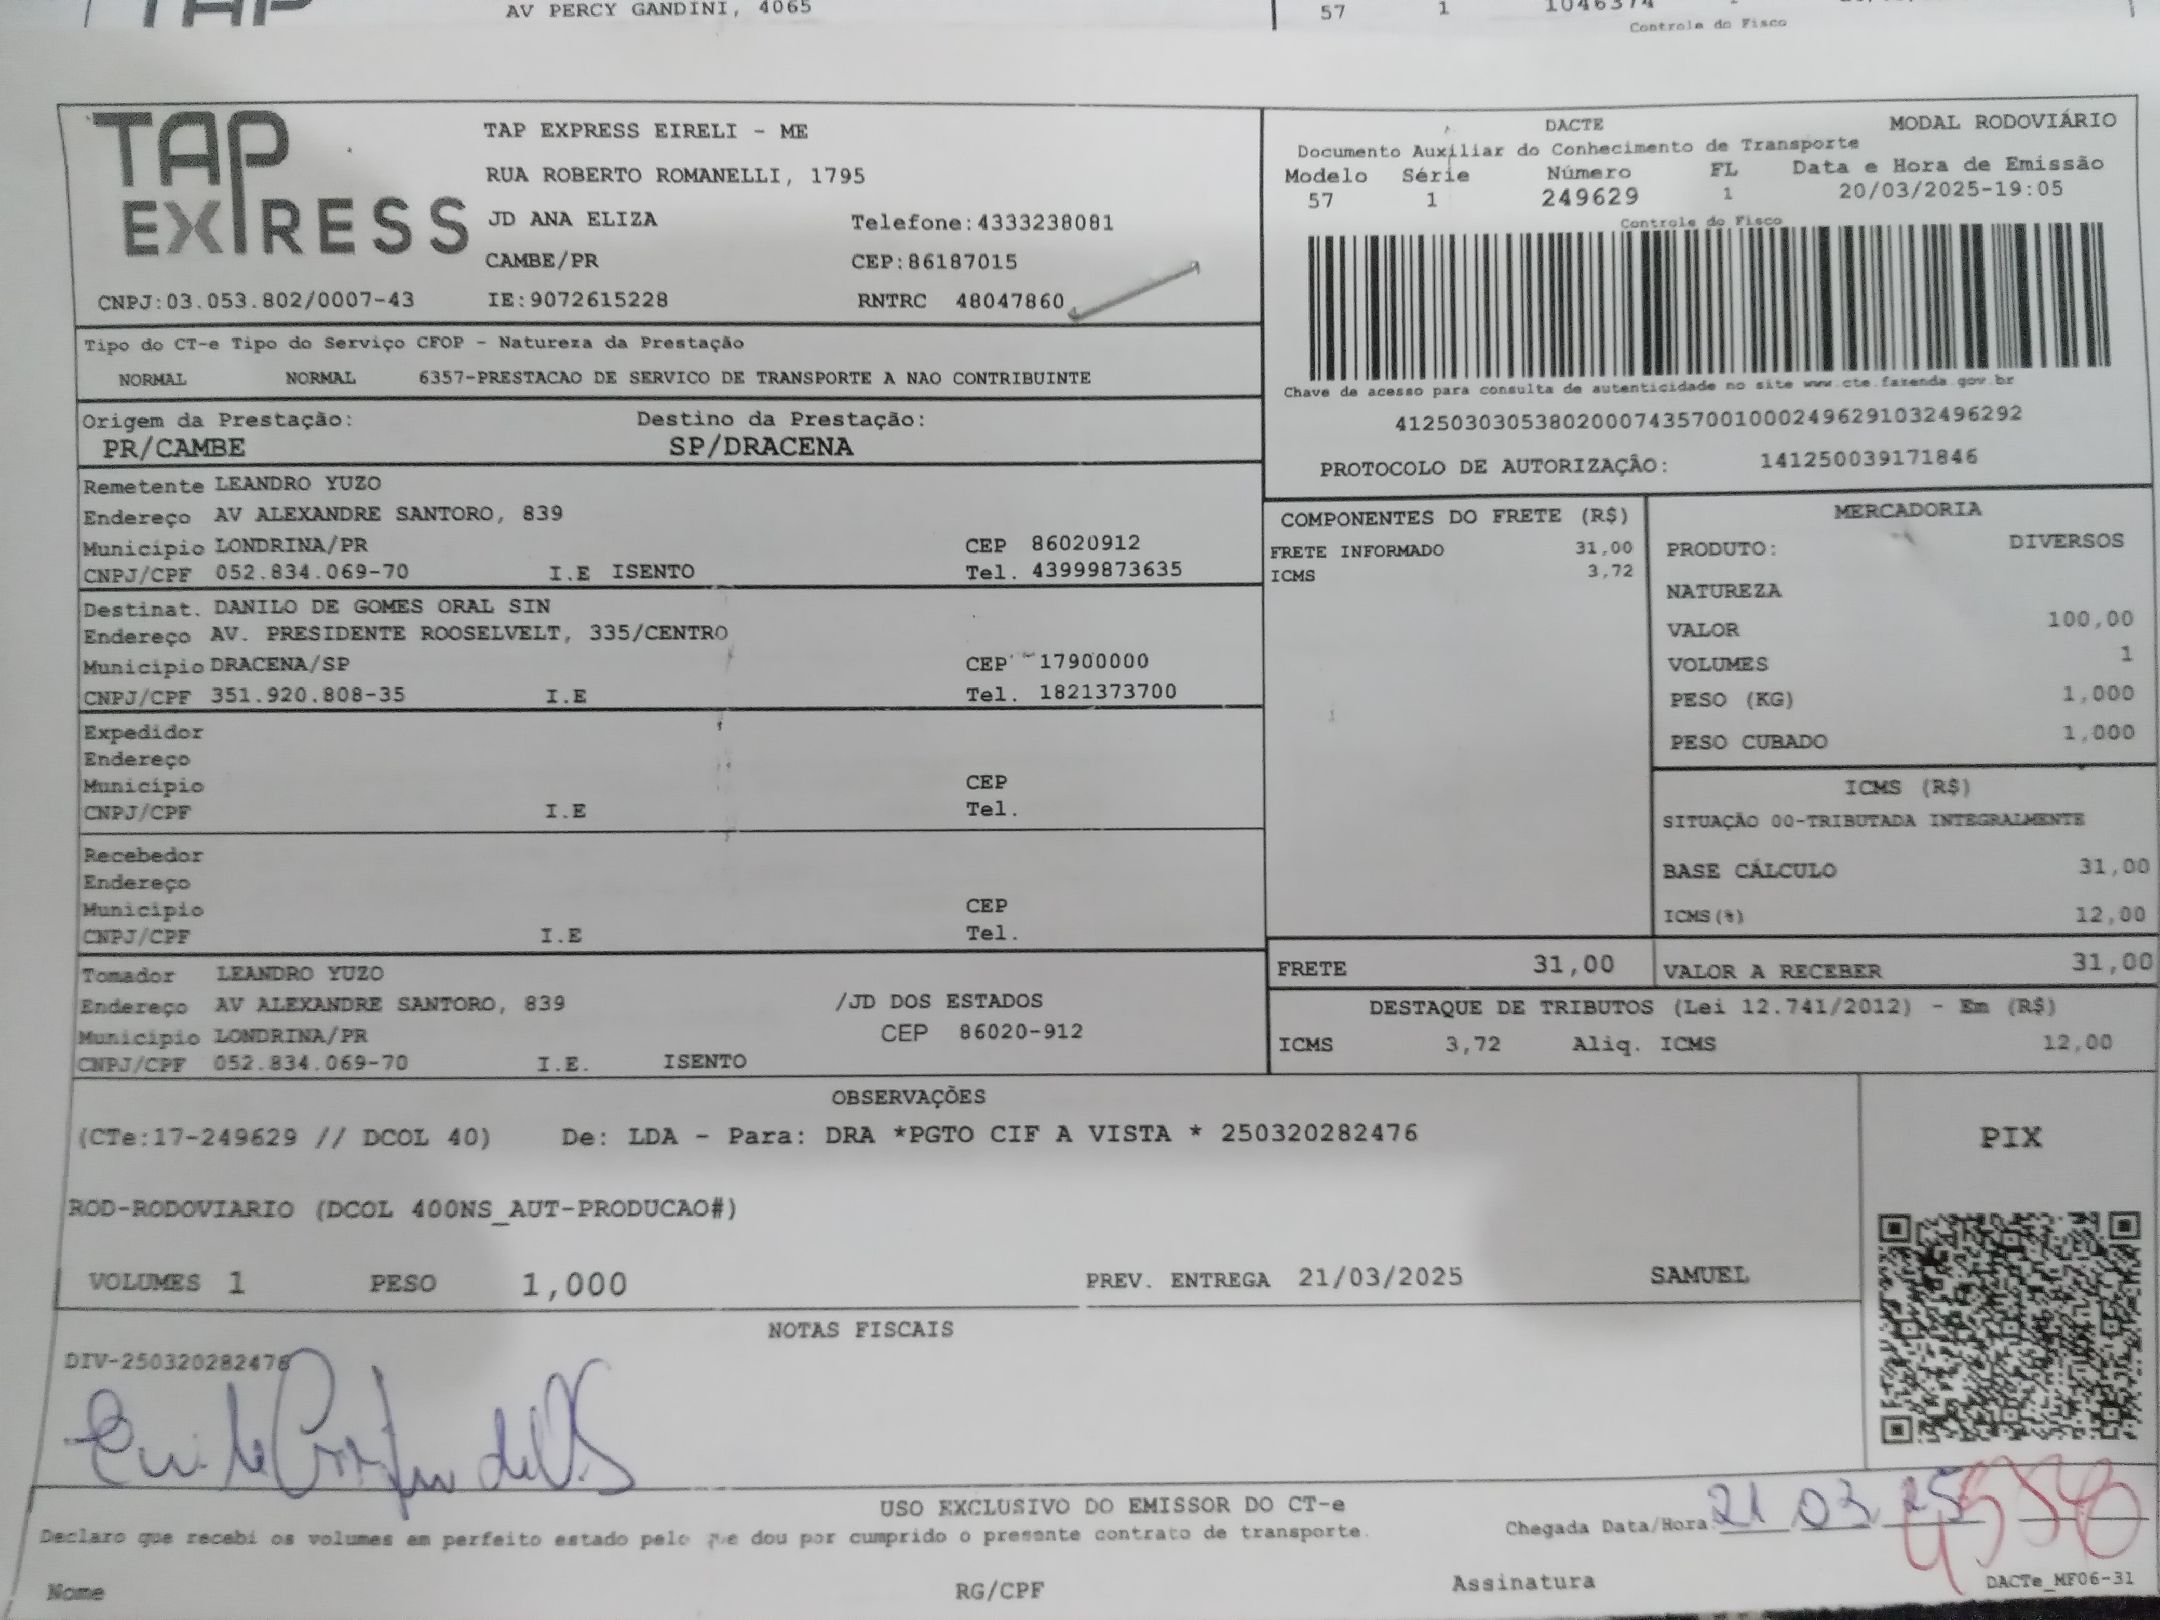 AV PERCY GANDINI, 4065
57 1
Controle do Fisco
TAP EXPRESS
TAP EXPRESS EIRELI - ME
RUA ROBERTO ROMANELLI, 1795
JD ANA ELIZA Telefone:4333238081
CAMBE/PR CEP:86187015
CNPJ:03.053.802/0007-43 IE:9072615228 RNTRC 48047860
DACTE MODAL RODOVIÁRIO
Documento Auxiliar do Conhecimento de Transporte
Modelo Série Número FL Data e Hora de Emissão
57 1 249629 1 20/03/2025-19:05
Controle do Fisco
Chave de acesso para consulta de autenticidade no site www.cte.fazenda.gov.br
41250303053802000743570010002496291032496292
PROTOCOLO DE AUTORIZAÇÃO: 141250039171846
Tipo do CT-e Tipo do Serviço CFOP - Natureza da Prestação
NORMAL NORMAL 6357-PRESTACAO DE SERVICO DE TRANSPORTE A NAO CONTRIBUINTE
Origem da Prestação: Destino da Prestação:
PR/CAMBE SP/DRACENA
Remetente LEANDRO YUZO
Endereço AV ALEXANDRE SANTORO, 839
Município LONDRINA/PR CEP 86020912
CNPJ/CPF 052.834.069-70 I.E ISENTO Tel. 43999873635
Destinat. DANILO DE GOMES ORAL SIN
Endereço AV. PRESIDENTE ROOSELVELT, 335/CENTRO
Município DRACENA/SP CEP 17900000
CNPJ/CPF 351.920.808-35 I.E Tel. 1821373700
Expedidor
Endereço
Município CEP
CNPJ/CPF I.E Tel.
Recebedor
Endereço
Município CEP
CNPJ/CPF I.E Tel.
Tomador LEANDRO YUZO
Endereço AV ALEXANDRE SANTORO, 839 /JD DOS ESTADOS
Município LONDRINA/PR CEP 86020-912
CNPJ/CPF 052.834.069-70 I.E. ISENTO
COMPONENTES DO FRETE (R$)
FRETE INFORMADO 31,00
ICMS 3,72
MERCADORIA
PRODUTO: DIVERSOS
NATUREZA
VALOR 100,00
VOLUMES 1
PESO (KG) 1,000
PESO CUBADO 1,000
ICMS (R$)
SITUAÇÃO 00-TRIBUTADA INTEGRALMENTE
BASE CÁLCULO 31,00
ICMS(%) 12,00
FRETE 31,00 VALOR A RECEBER 31,00
DESTAQUE DE TRIBUTOS (Lei 12.741/2012) - Em (R$)
ICMS 3,72 Aliq. ICMS 12,00
OBSERVAÇÕES
(CTe:17-249629 // DCOL 40) De: LDA - Para: DRA *PGTO CIF A VISTA * 250320282476
ROD-RODOVIARIO (DCOL 400NS_AUT-PRODUCAO#)
VOLUMES 1 PESO 1,000 PREV. ENTREGA 21/03/2025 SAMUEL
PIX
NOTAS FISCAIS
DIV-250320282476
USO EXCLUSIVO DO EMISSOR DO CT-e
Declaro que recebi os volumes em perfeito estado pelo que dou por cumprido o presente contrato de transporte.
Chegada Data/Hora 21 03 25
Nome RG/CPF Assinatura DACTe_MF06-31